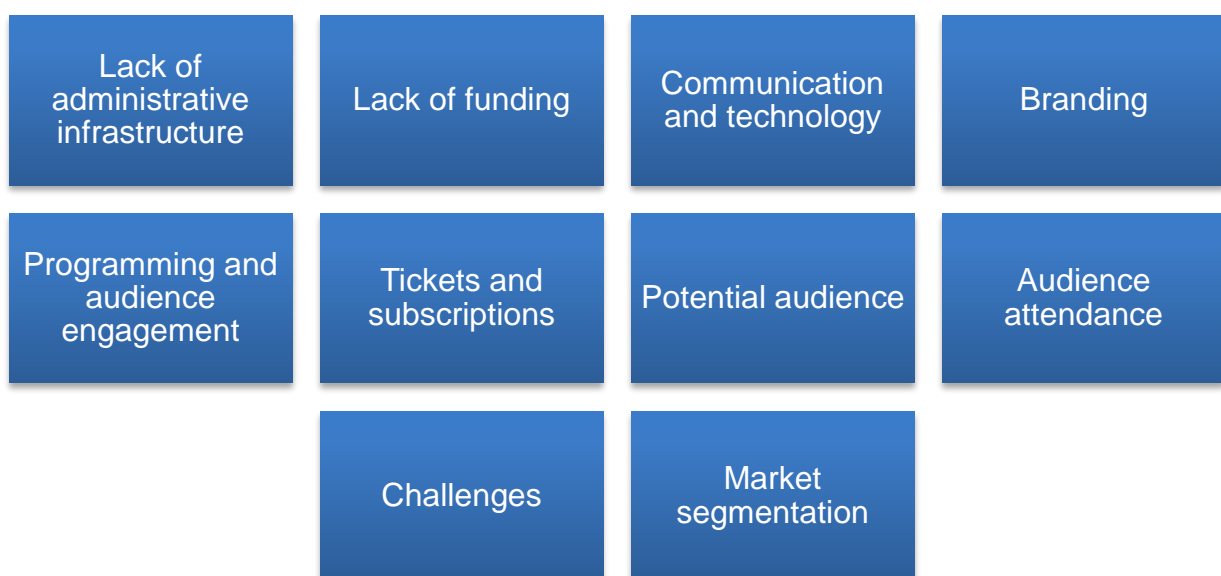 Lack of
administrative
infrastructure
Lack of funding
Communication
and technology
Branding
Programming and
audience
engagement
Tickets and
subscriptions
Potential audience
Audience
attendance
Challenges
Market
segmentation